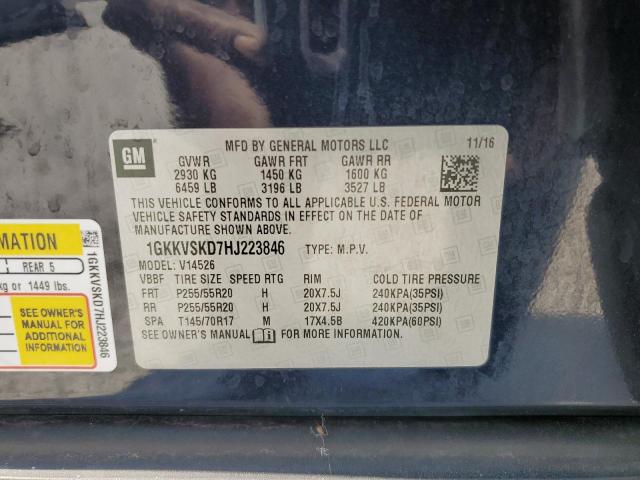 GM
MFD BY GENERAL MOTORS LLC 11/16
GVWR GAWR FRT GAWR RR
2930 KG 1450 KG 1600 KG
6459 LB 3196 LB 3527 LB
THIS VEHICLE CONFORMS TO ALL APPLICABLE U.S. FEDERAL MOTOR
VEHICLE SAFETY STANDARDS IN EFFECT ON THE DATE OF
MANUFACTURE SHOWN ABOVE.
1GKKVSKD7HJ223846 TYPE: M.P.V.
MODEL: V14526
VBBF TIRE SIZE SPEED RTG RIM COLD TIRE PRESSURE
FRT P255/55R20 H 20X7.5J 240KPA(35PSI)
RR P255/55R20 H 20X7.5J 240KPA(35PSI)
SPA T145/70R17 M 17X4.5B 420KPA(60PSI)
SEE OWNER'S MANUAL FOR MORE INFORMATION.
REAR 5
kg or 1449 lbs.
SEE OWNER'S
MANUAL FOR
ADDITIONAL
INFORMATION
1GKKVSKD7HJ223846